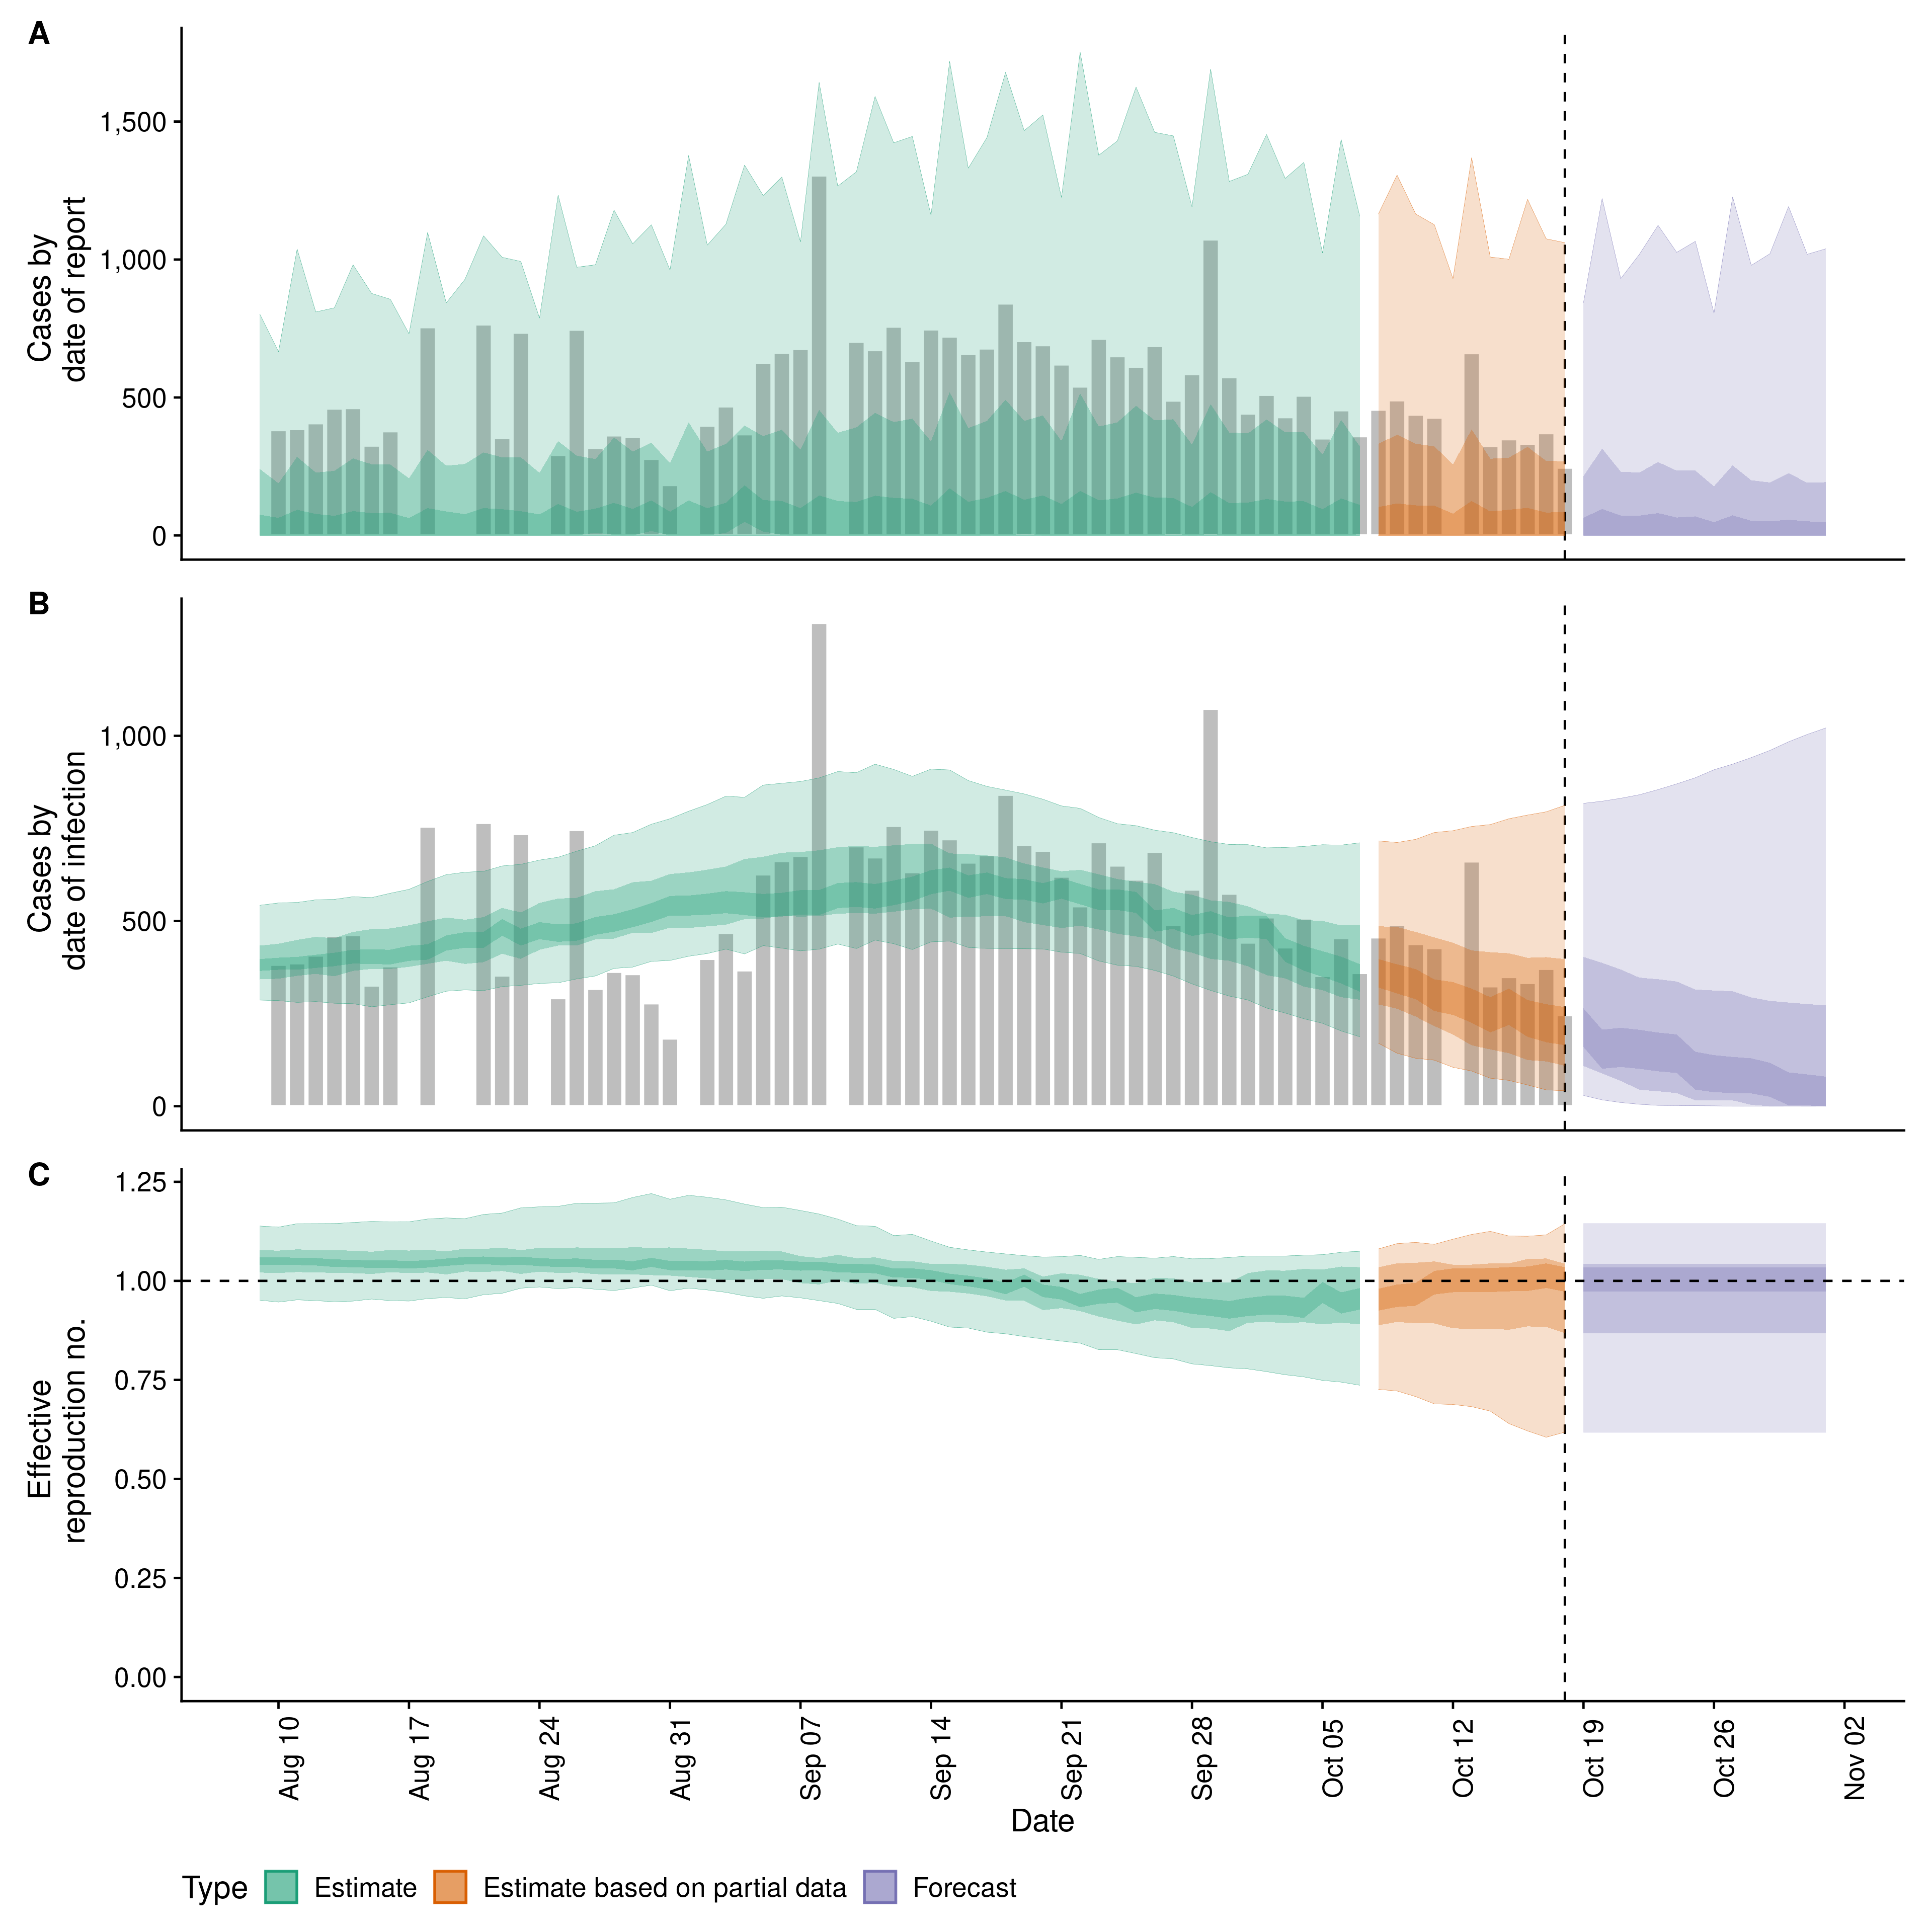 A
Cases by
date of report
1,500
1,000
500
0
B
Cases by
date of infection
1,000
500
0
C
Effective
reproduction no.
1.25
1.00
0.75
0.50
0.25
0.00
Aug 10
Aug 17
Aug 24
Aug 31
Sep 07
Sep 14
Sep 21
Sep 28
Oct 05
Oct 12
Oct 19
Oct 26
Nov 02
Date
Type Estimate Estimate based on partial data Forecast